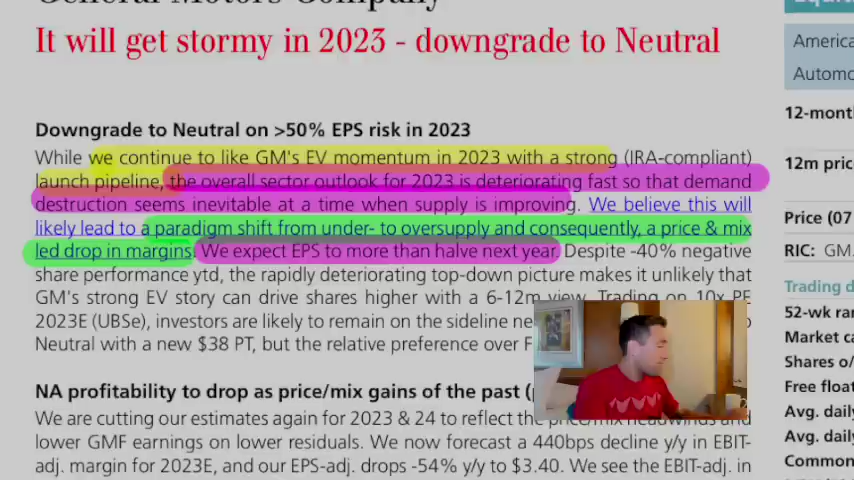 General Motors Company
It will get stormy in 2023 - downgrade to Neutral
Downgrade to Neutral on >50% EPS risk in 2023
While we continue to like GM's EV momentum in 2023 with a strong (IRA-compliant)
launch pipeline, the overall sector outlook for 2023 is deteriorating fast so that demand
destruction seems inevitable at a time when supply is improving. We believe this will
likely lead to a paradigm shift from under- to oversupply and consequently, a price & mix
led drop in margins. We expect EPS to more than halve next year. Despite -40% negative
share performance ytd, the rapidly deteriorating top-down picture makes it unlikely that
GM's strong EV story can drive shares higher with a 6-12m view. Trading on 10x PE
2023E (UBSe), investors are likely to remain on the sideline
Neutral with a new $38 PT, but the relative preference over
NA profitability to drop as price/mix gains of the past
We are cutting our estimates again for 2023 & 24 to reflect the price/mix headwinds and
lower GMF earnings on lower residuals. We now forecast a 440bps decline y/y in EBIT-
adj. margin for 2023E, and our EPS-adj. drops -54% y/y to $3.40. We see the EBIT-adj. in
America
Automo
12-mont
12m pric
Price (07
RIC: GM.
Trading d
52-wk ran
Market ca
Shares o/
Free float
Avg. daily
Avg. daily
Common